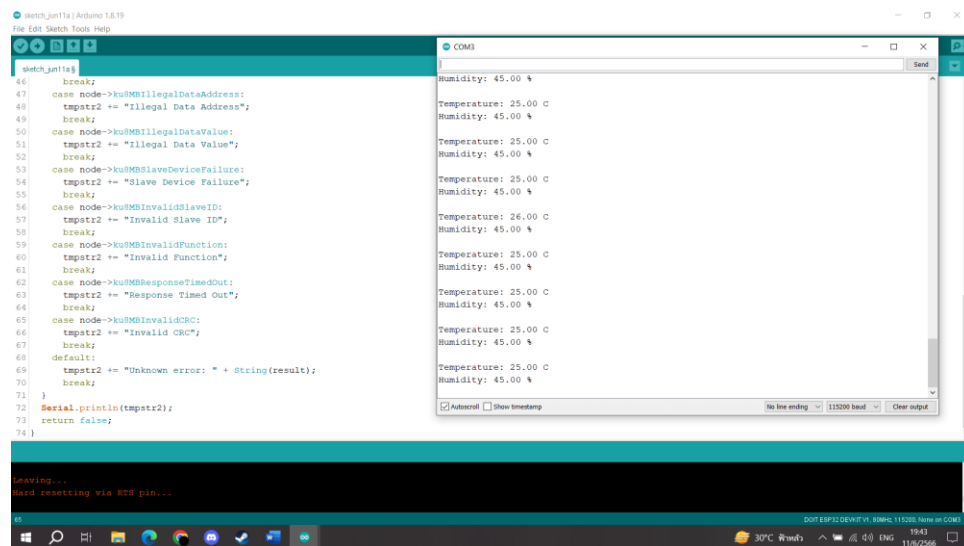 sketch_jun11a | Arduino 1.8.19
File Edit Sketch Tools Help
sketch_jun11a§
46 break;
47 case node->ku8MBIllegalDataAddress:
48 tmpstr2 += "Illegal Data Address";
49 break;
50 case node->ku8MBIllegalDataValue:
51 tmpstr2 += "Illegal Data Value";
52 break;
53 case node->ku8MBSlaveDeviceFailure:
54 tmpstr2 += "Slave Device Failure";
55 break;
56 case node->ku8MBInvalidSlaveID:
57 tmpstr2 += "Invalid Slave ID";
58 break;
59 case node->ku8MBInvalidFunction:
60 tmpstr2 += "Invalid Function";
61 break;
62 case node->ku8MBResponseTimedOut:
63 tmpstr2 += "Response Timed Out";
64 break;
65 case node->ku8MBInvalidCRC:
66 tmpstr2 += "Invalid CRC";
67 break;
68 default:
69 tmpstr2 += "Unknown error: " + String(result);
70 break;
71 }
72 Serial.println(tmpstr2);
73 return false;
74 }
COM3
Send
Humidity: 45.00 %
Temperature: 25.00 C
Humidity: 45.00 %
Temperature: 25.00 C
Humidity: 45.00 %
Temperature: 25.00 C
Humidity: 45.00 %
Temperature: 26.00 C
Humidity: 45.00 %
Temperature: 25.00 C
Humidity: 45.00 %
Temperature: 25.00 C
Humidity: 45.00 %
Temperature: 25.00 C
Humidity: 45.00 %
Temperature: 25.00 C
Humidity: 45.00 %
Autoscroll Show timestamp No line ending 115200 baud Clear output
Leaving...
Hard resetting via RTS pin...
65 DOIT ESP32 DEVKIT V1, 80MHz, 115200, None on COM3
30°C ฟ้าหลัว ENG 19:43
11/6/2566